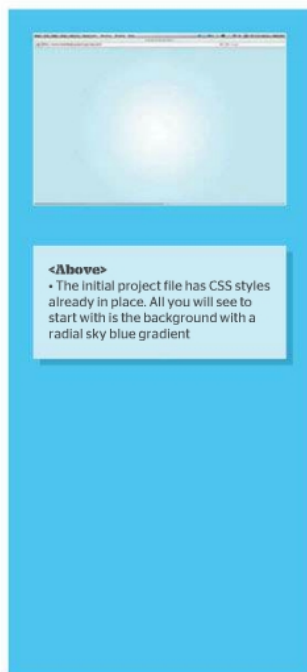 <Above>
• The initial project file has CSS styles
already in place. All you will see to
start with is the background with a
radial sky blue gradient